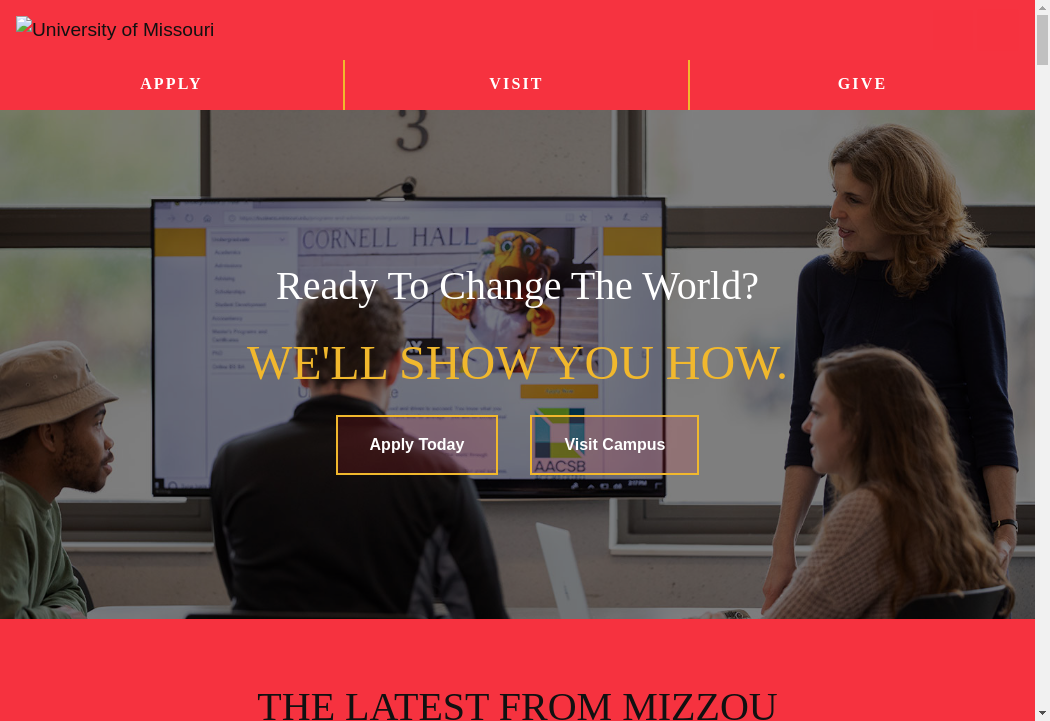 University of Missouri
APPLY
VISIT
GIVE
3
CORNELL HALL
Ready To Change The World?
WE'LL SHOW YOU HOW.
Apply Today
Visit Campus
AACSB
THE LATEST FROM MIZZOU